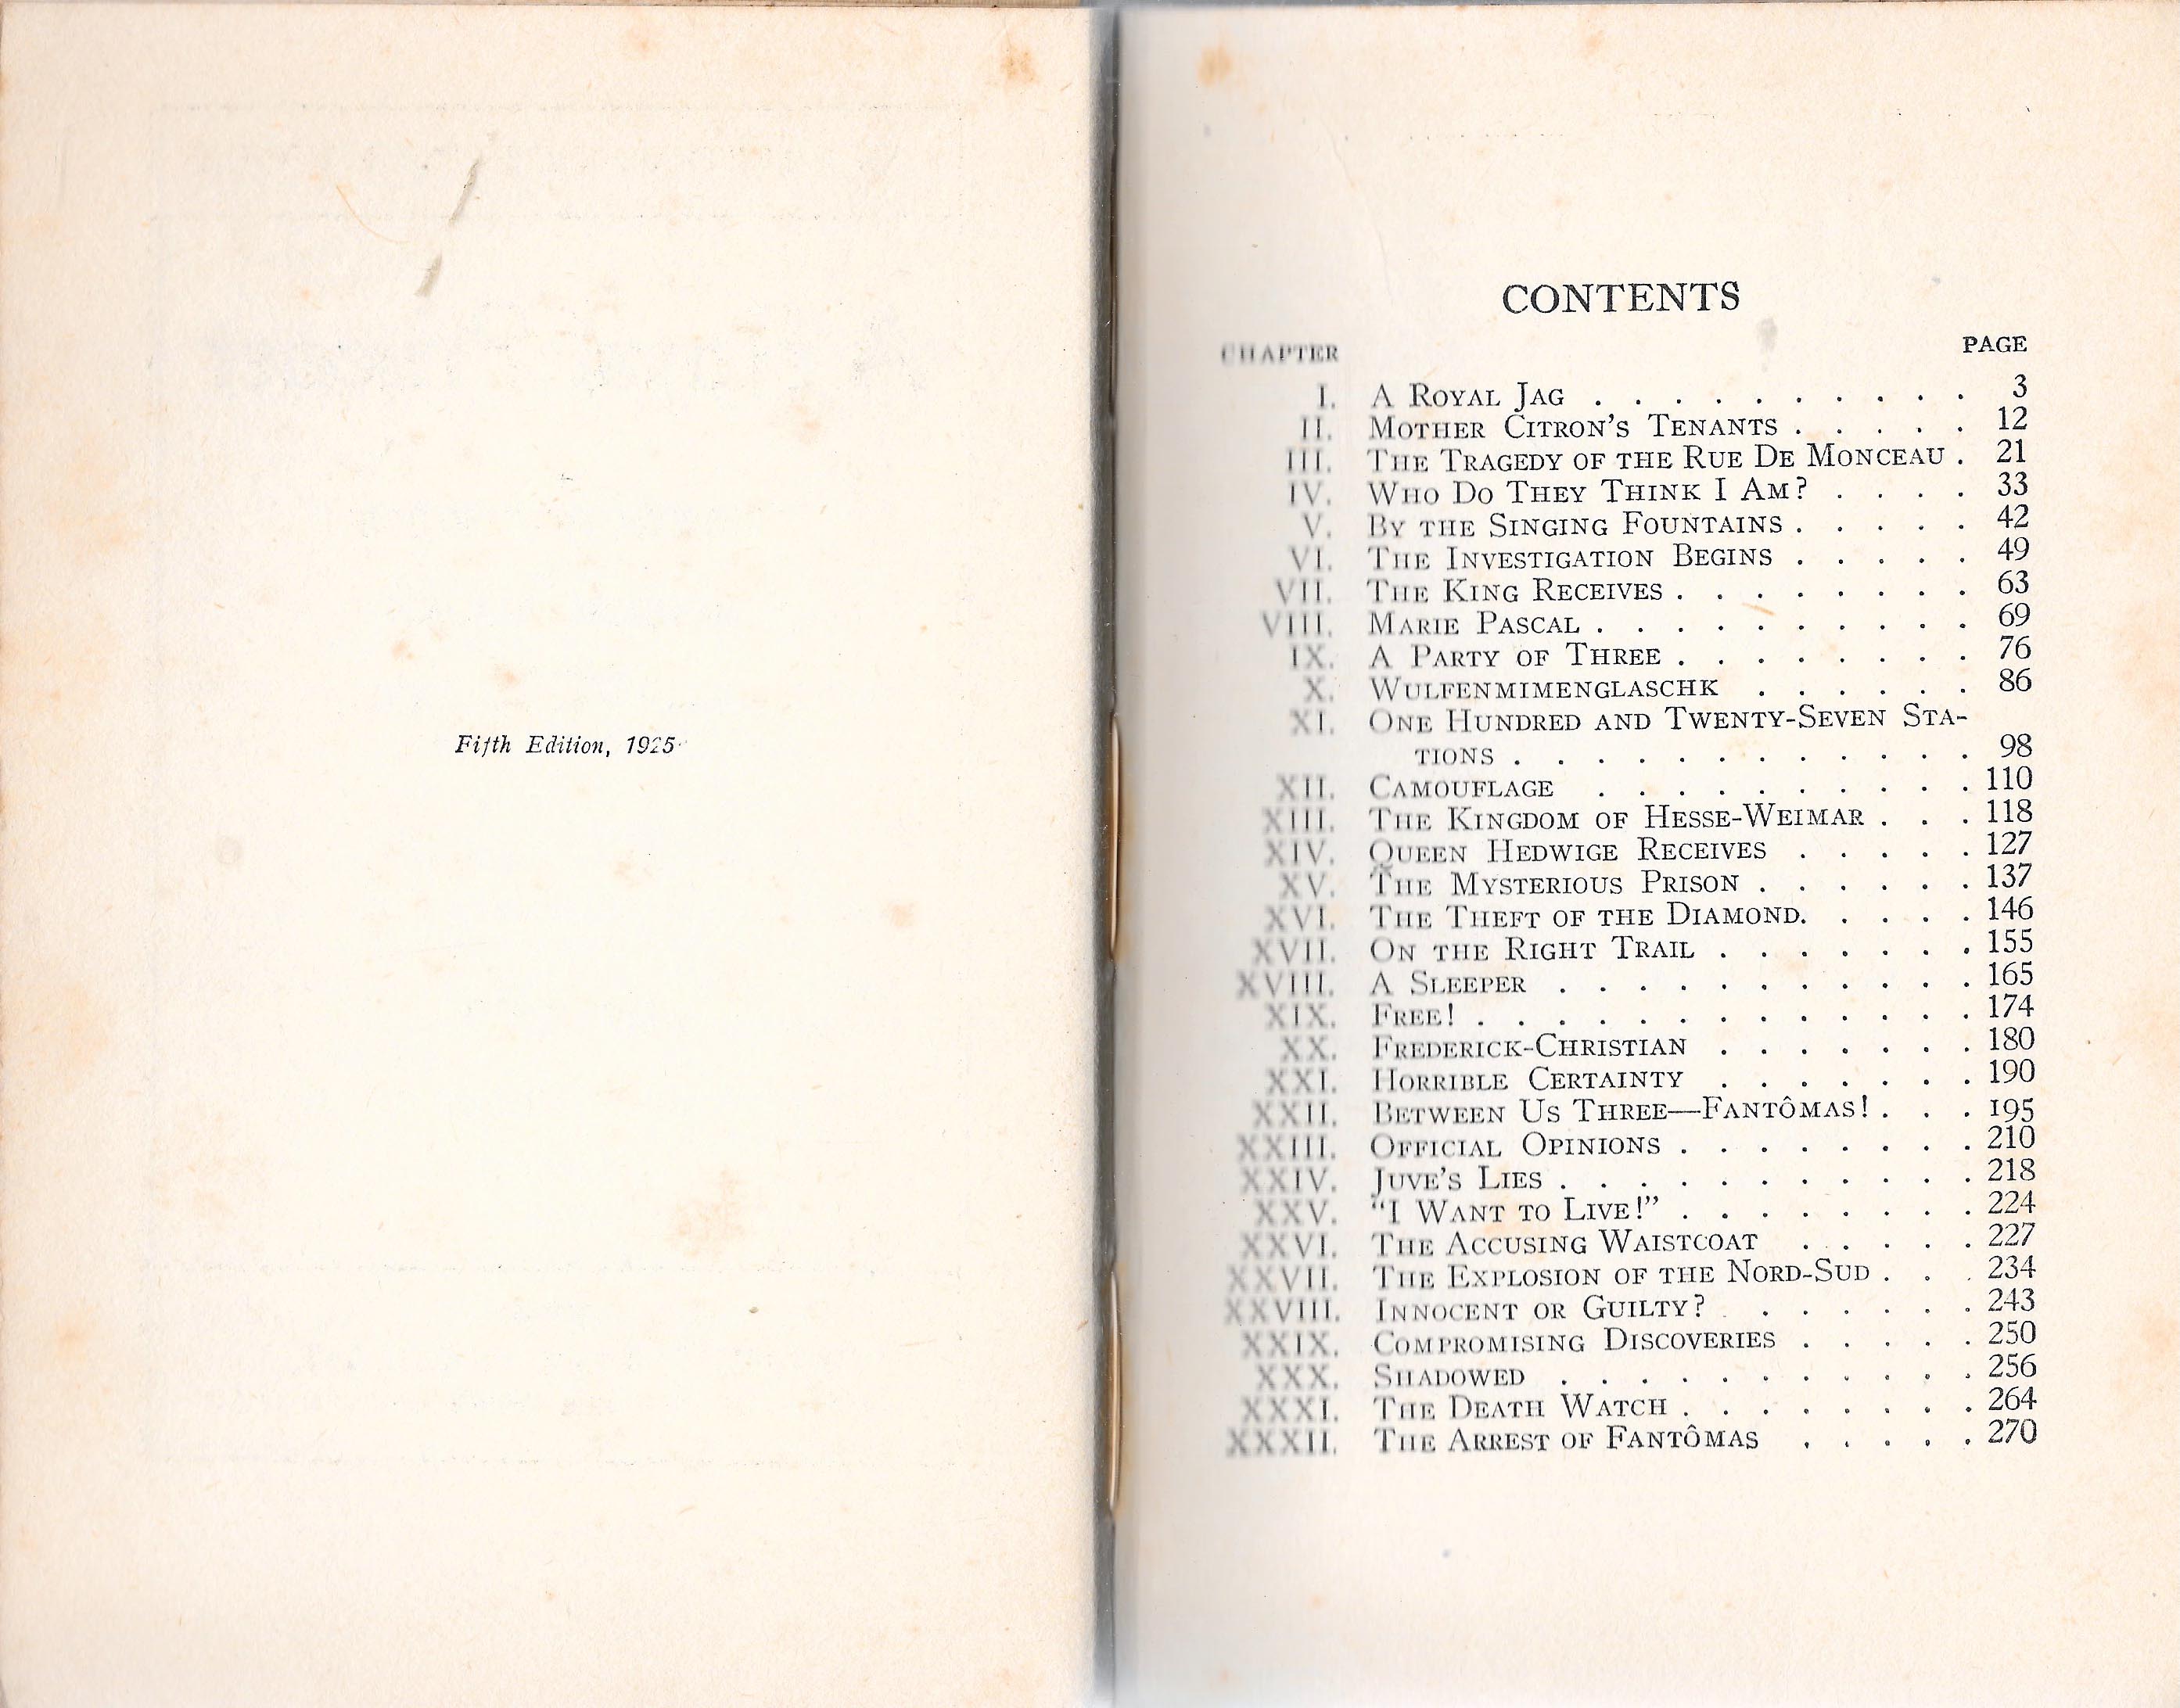 Fifth Edition, 1925
CONTENTS
CHAPTER PAGE
I. A ROYAL JAG . . . . . . . . . . 3
II. MOTHER CITRON'S TENANTS . . . . . 12
III. THE TRAGEDY OF THE RUE DE MONCEAU . 21
IV. WHO DO THEY THINK I AM? . . . . 33
V. BY THE SINGING FOUNTAINS . . . . . 42
VI. THE INVESTIGATION BEGINS . . . . . 49
VII. THE KING RECEIVES . . . . . . . . 63
VIII. MARIE PASCAL . . . . . . . . . . 69
IX. A PARTY OF THREE . . . . . . . . 76
X. WULFENMIMENGLASCHK . . . . . . 86
XI. ONE HUNDRED AND TWENTY-SEVEN STA-
TIONS . . . . . . . . . . . . 98
XII. CAMOUFLAGE . . . . . . . . . . 110
XIII. THE KINGDOM OF HESSE-WEIMAR . . . 118
XIV. QUEEN HEDWIGE RECEIVES . . . . . 127
XV. THE MYSTERIOUS PRISON . . . . . . 137
XVI. THE THEFT OF THE DIAMOND. . . . . 146
XVII. ON THE RIGHT TRAIL . . . . . . . 155
XVIII. A SLEEPER . . . . . . . . . . . 165
XIX. FREE! . . . . . . . . . . . . . 174
XX. FREDERICK-CHRISTIAN . . . . . . . 180
XXI. HORRIBLE CERTAINTY . . . . . . . 190
XXII. BETWEEN US THREE—FANTÔMAS! . . . 195
XXIII. OFFICIAL OPINIONS . . . . . . . . 210
XXIV. JUVE'S LIES . . . . . . . . . . . 218
XXV. "I WANT TO LIVE!" . . . . . . . . 224
XXVI. THE ACCUSING WAISTCOAT . . . . . 227
XXVII. THE EXPLOSION OF THE NORD-SUD . . . 234
XXVIII. INNOCENT OR GUILTY? . . . . . . . 243
XXIX. COMPROMISING DISCOVERIES . . . . . 250
XXX. SHADOWED . . . . . . . . . . . 256
XXXI. THE DEATH WATCH . . . . . . . . 264
XXXII. THE ARREST OF FANTÔMAS . . . . . 270